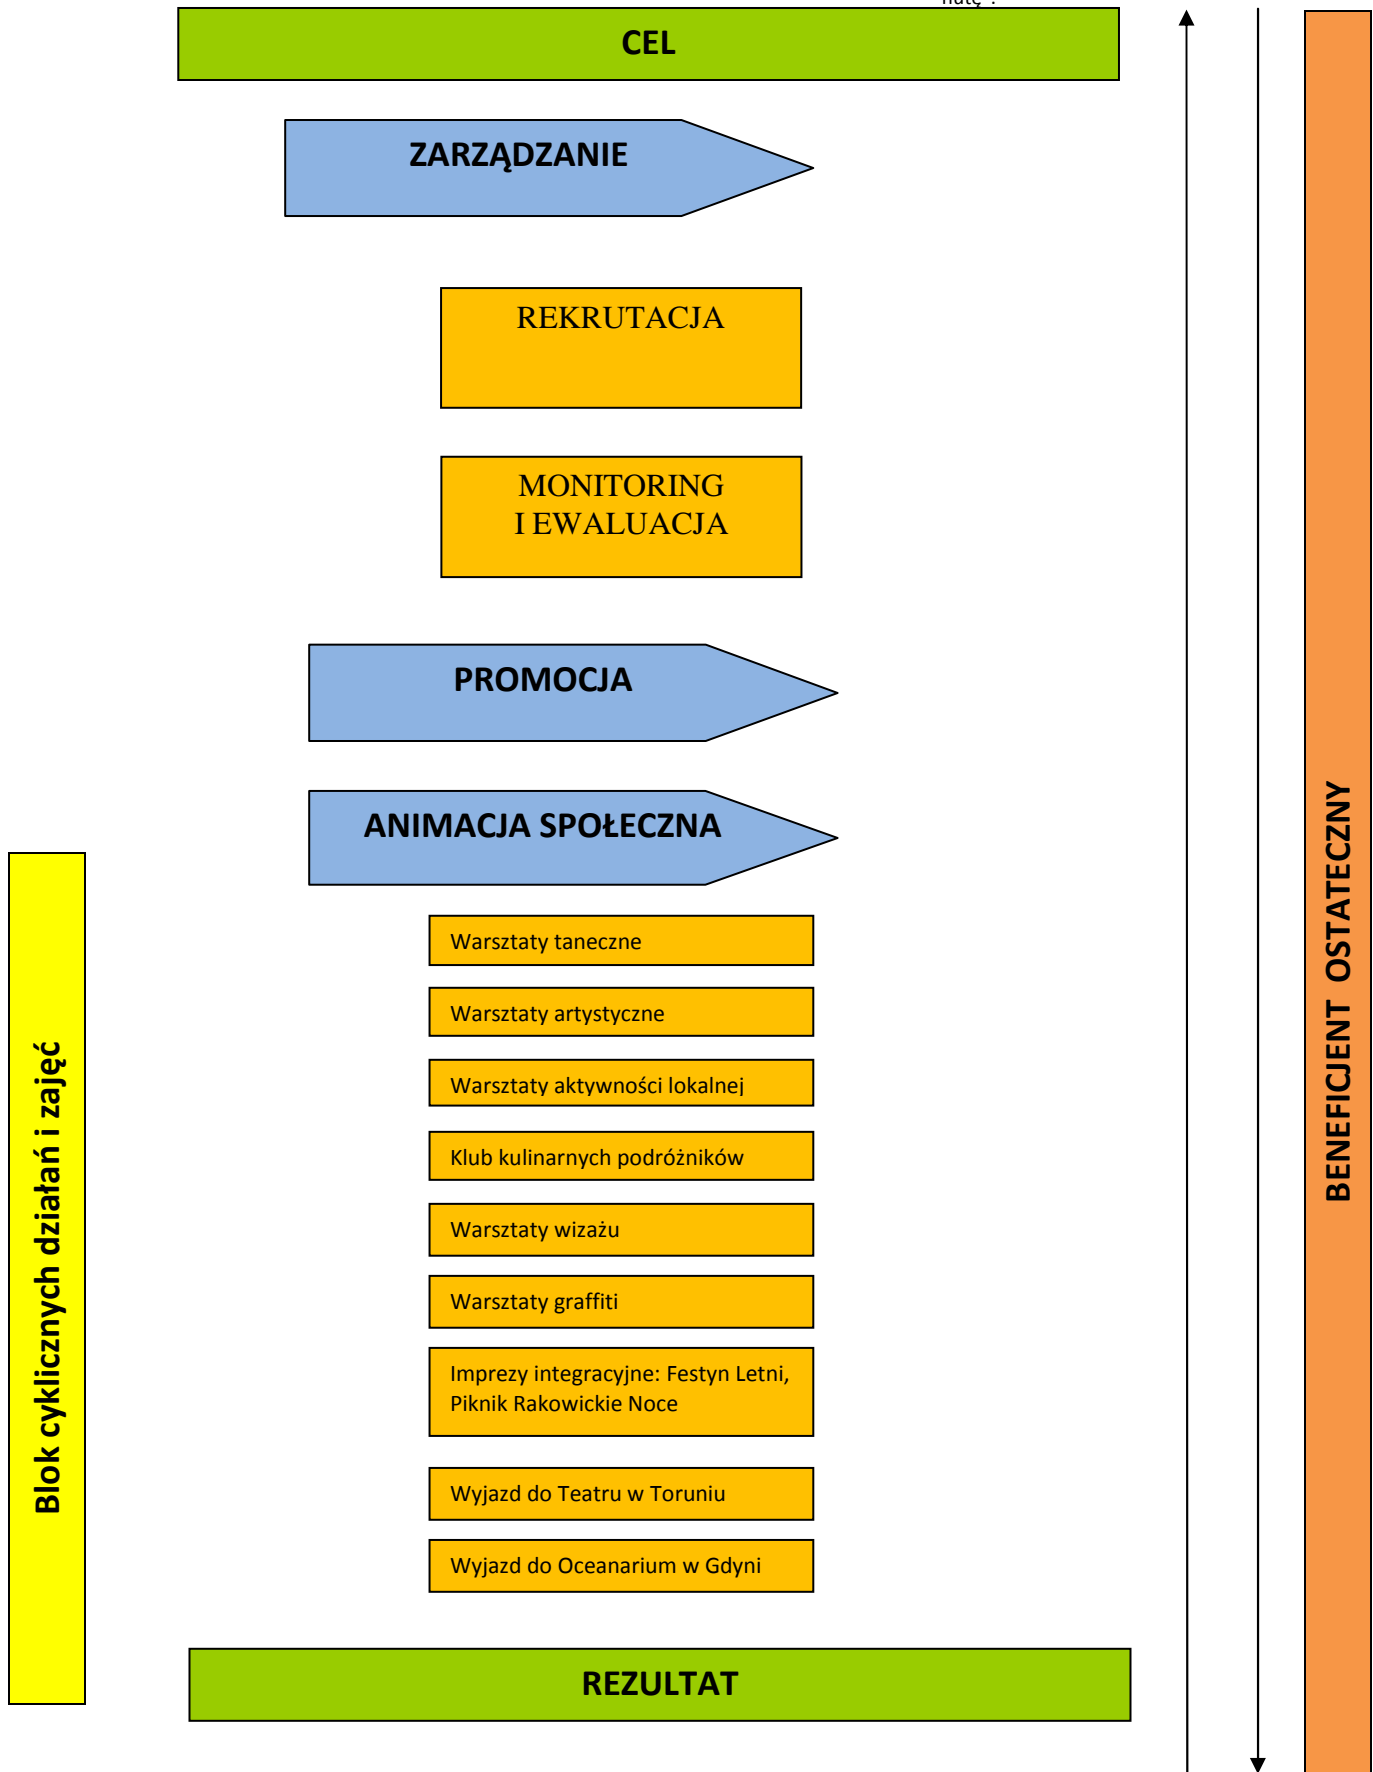 CEL
ZARZĄDZANIE
REKRUTACJA
MONITORING
I EWALUACJA
PROMOCJA
ANIMACJA SPOŁECZNA
Warsztaty taneczne
Warsztaty artystyczne
Warsztaty aktywności lokalnej
Klub kulinarnych podróżników
Warsztaty wizażu
Warsztaty graffiti
Imprezy integracyjne: Festyn Letni,
Piknik Rakowickie Noce
Wyjazd do Teatru w Toruniu
Wyjazd do Oceanarium w Gdyni
REZULTAT
Blok cyklicznych działań i zajęć
BENEFICJENT OSTATECZNY